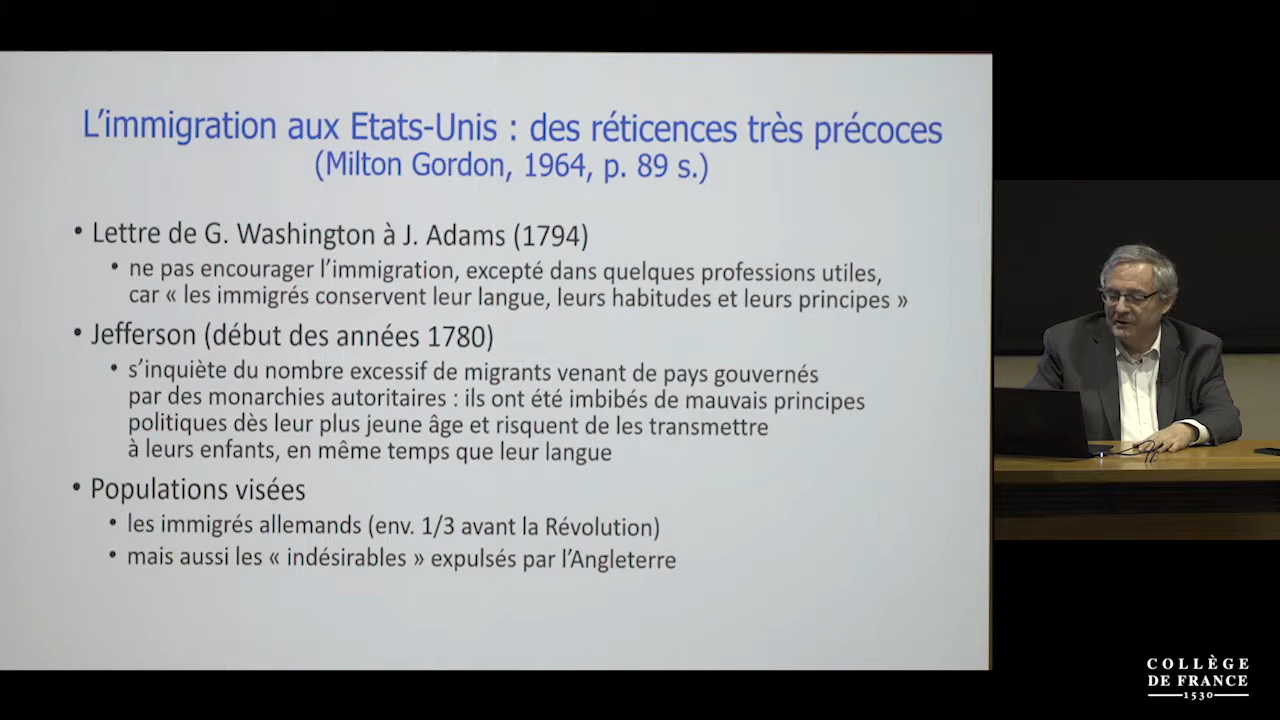 L'immigration aux Etats-Unis : des réticences très précoces
(Milton Gordon, 1964, p. 89 s.)
• Lettre de G. Washington à J. Adams (1794)
• ne pas encourager l'immigration, excepté dans quelques professions utiles,
car « les immigrés conservent leur langue, leurs habitudes et leurs principes »
• Jefferson (début des années 1780)
• s'inquiète du nombre excessif de migrants venant de pays gouvernés
par des monarchies autoritaires : ils ont été imbibés de mauvais principes
politiques dès leur plus jeune âge et risquent de les transmettre
à leurs enfants, en même temps que leur langue
• Populations visées
• les immigrés allemands (env. 1/3 avant la Révolution)
• mais aussi les « indésirables » expulsés par l'Angleterre
COLLÈGE
DE FRANCE
1530